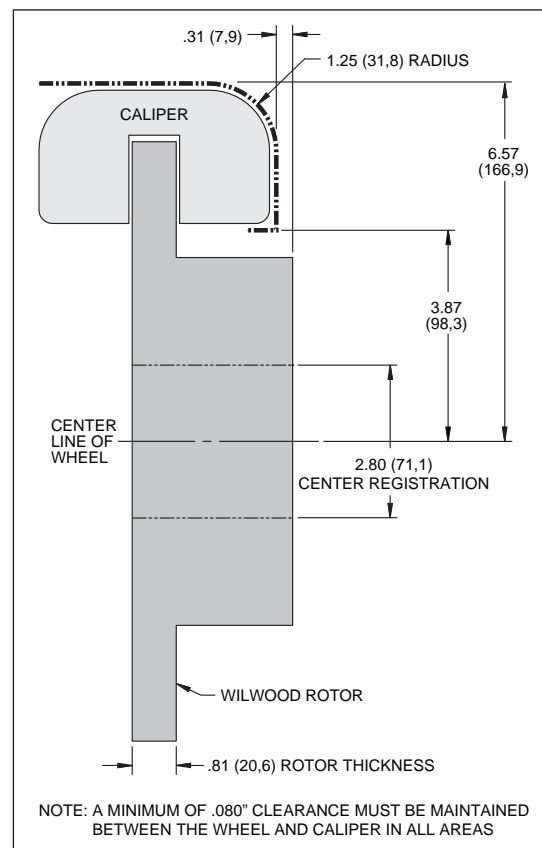 .31 (7,9)
1.25 (31,8) RADIUS
CALIPER
6.57
(166,9)
3.87
(98,3)
CENTER
LINE OF
WHEEL
2.80 (71,1)
CENTER REGISTRATION
WILWOOD ROTOR
.81 (20,6) ROTOR THICKNESS
NOTE: A MINIMUM OF .080" CLEARANCE MUST BE MAINTAINED
BETWEEN THE WHEEL AND CALIPER IN ALL AREAS